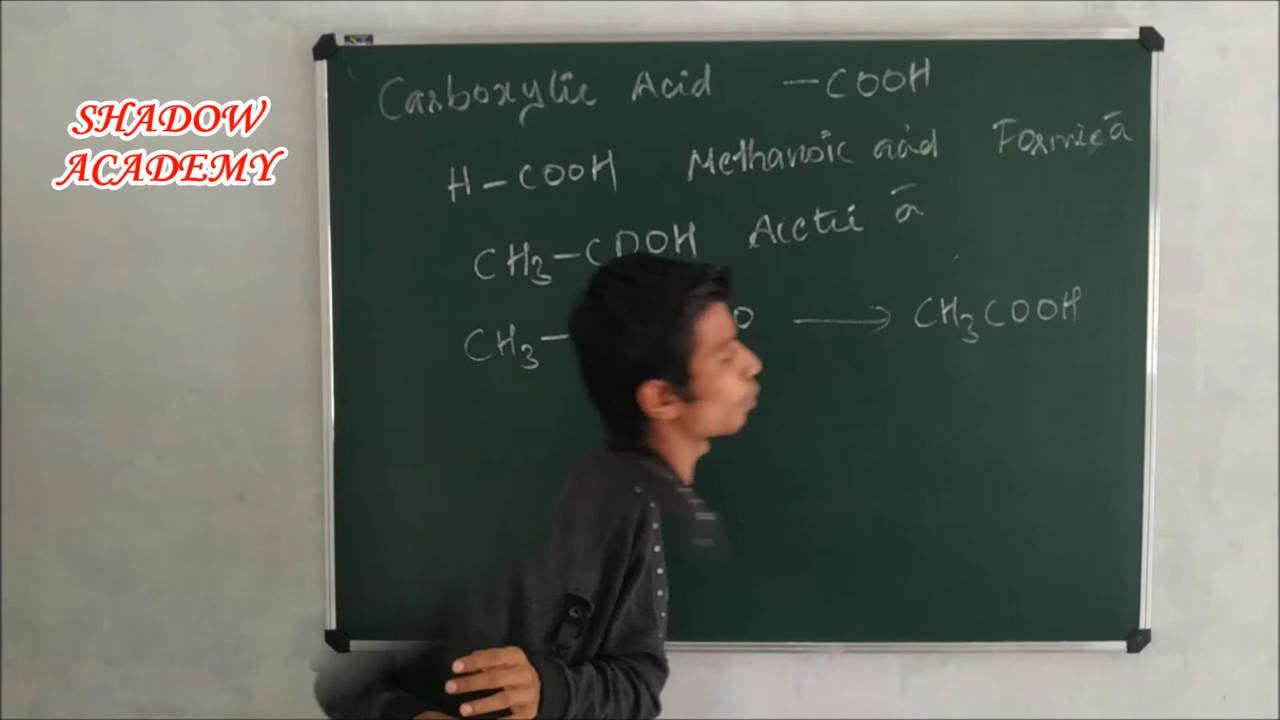 SHADOW
ACADEMY
Carboxylic Acid –COOH
H–COOH Methanoic acid Formic ā
CH₃–COOH Acetic ā
CH₃– O ⟶ CH₃COOH